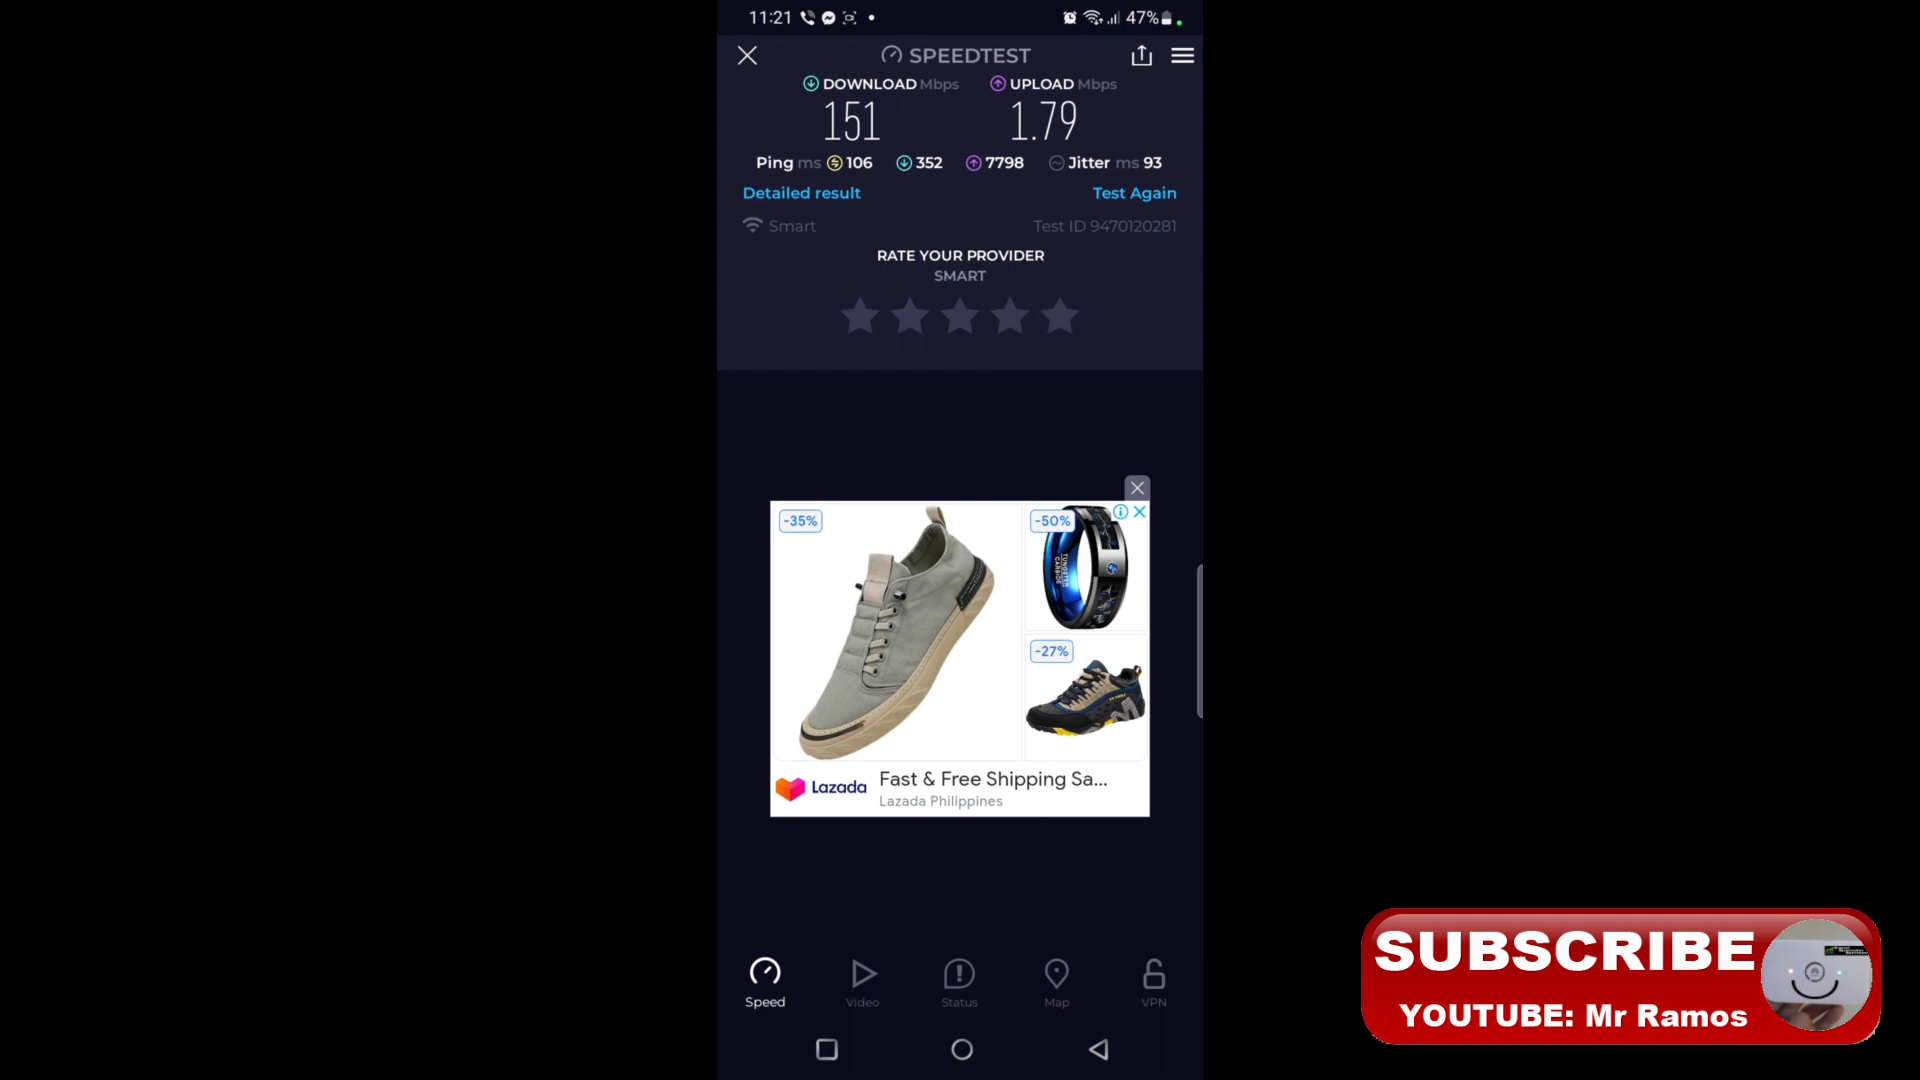 11:21 47%
SPEEDTEST
DOWNLOAD Mbps UPLOAD Mbps
151 1.79
Ping ms 106 352 7798 Jitter ms 93
Detailed result Test Again
Smart Test ID 9470120281
RATE YOUR PROVIDER
SMART
-35% -50%
TUNGSTEN
CARBIDE
-27%
Lazada Fast & Free Shipping Sa...
Lazada Philippines
Speed Video Status Map VPN
SUBSCRIBE
YOUTUBE: Mr Ramos